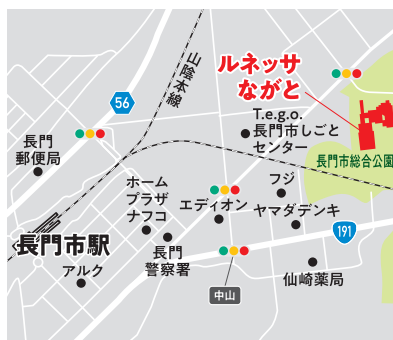 ルネッサ
ながと
山陰本線
56
T.e.g.o.
長門市しごと
センター
長門
郵便局
長門市総合公園
ホーム
プラザ
ナフコ
フジ
エディオン
ヤマダデンキ
長門市駅
191
アルク
長門
警察署
仙崎薬局
中山